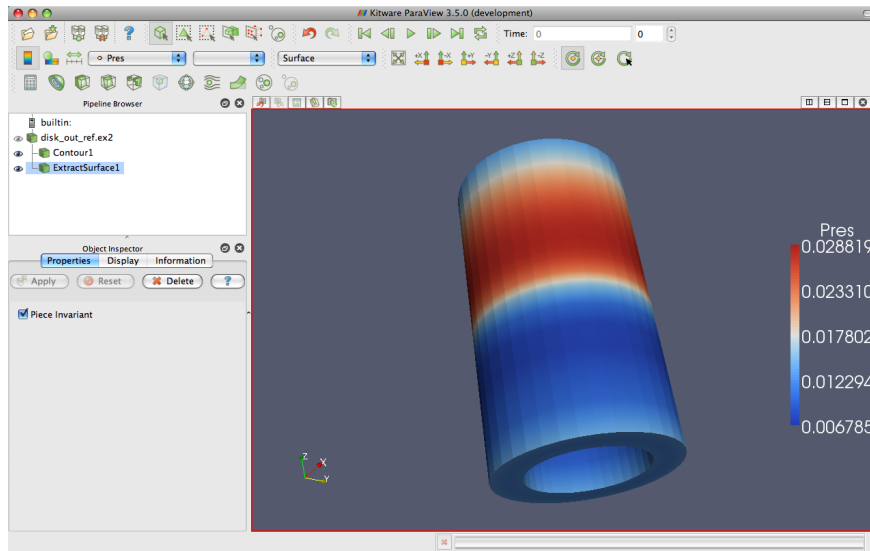 Kitware ParaView 3.5.0 (development)
Time: 0
0
Pres
Surface
+X -X +Y -Y +Z -Z
Pipeline Browser
builtin:
disk_out_ref.ex2
Contour1
ExtractSurface1
Object Inspector
Properties Display Information
Apply Reset Delete ?
Piece Invariant
Pres
0.028819
0.023310
0.017802
0.012294
0.006785
Z
X
Y